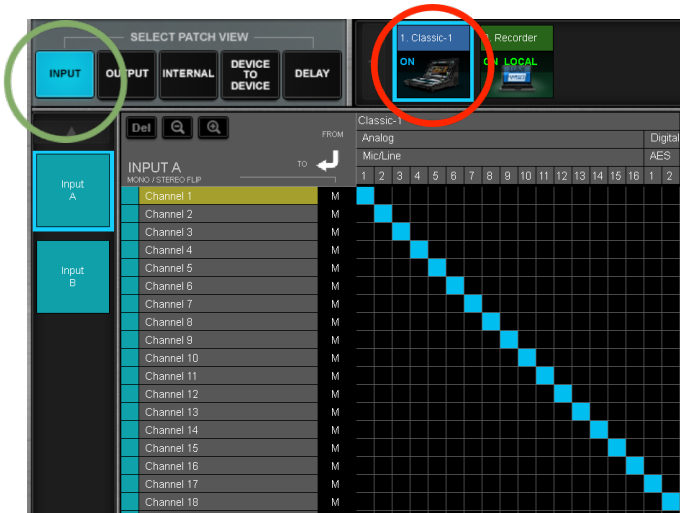 SELECT PATCH VIEW
INPUT
OUTPUT
INTERNAL
DEVICE
TO
DEVICE
DELAY
1. Classic-1
ON
Recorder
ON LOCAL
Del
FROM
INPUT A
TO
MONO / STEREO FLIP
Classic-1
Analog
Digital
Mic/Line
AES
1 2 3 4 5 6 7 8 9 10 11 12 13 14 15 16 1 2
Input
A
Input
B
Channel 1 M
Channel 2 M
Channel 3 M
Channel 4 M
Channel 5 M
Channel 6 M
Channel 7 M
Channel 8 M
Channel 9 M
Channel 10 M
Channel 11 M
Channel 12 M
Channel 13 M
Channel 14 M
Channel 15 M
Channel 16 M
Channel 17 M
Channel 18 M